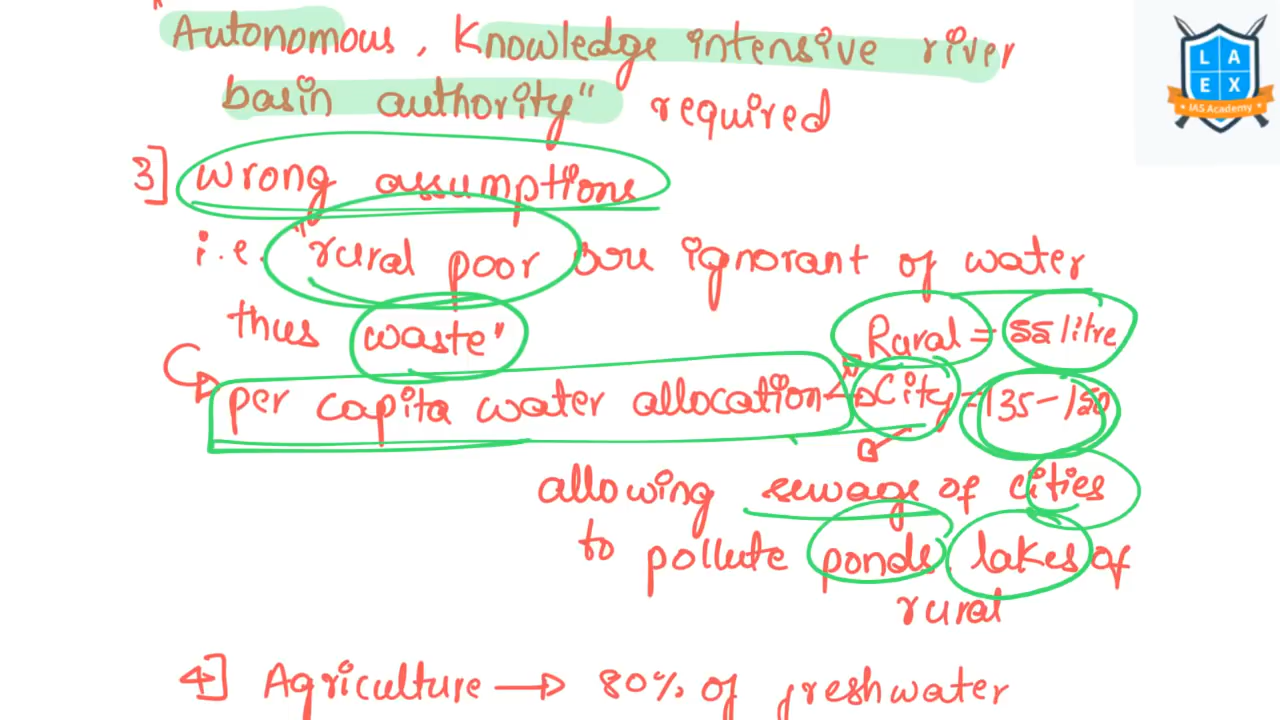 "Autonomous, Knowledge intensive river
basin authority" required
3] wrong assumptions
i.e. "rural poor are ignorant of water
thus waste"
Rural = 55 litre
per capita water allocation → City = 135-150
allowing sewage of cities
to pollute ponds, lakes of
rural
4] Agriculture → 80% of freshwater
L A
E X
IAS Academy